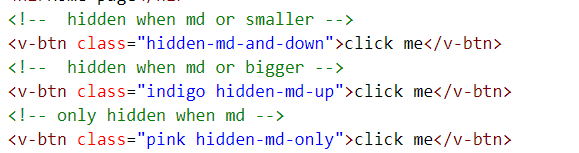 <!--  hidden when md or smaller -->
<v-btn class="hidden-md-and-down">click me</v-btn>
<!--  hidden when md or bigger -->
<v-btn class="indigo hidden-md-up">click me</v-btn>
<!-- only hidden when md -->
<v-btn class="pink hidden-md-only">click me</v-btn>